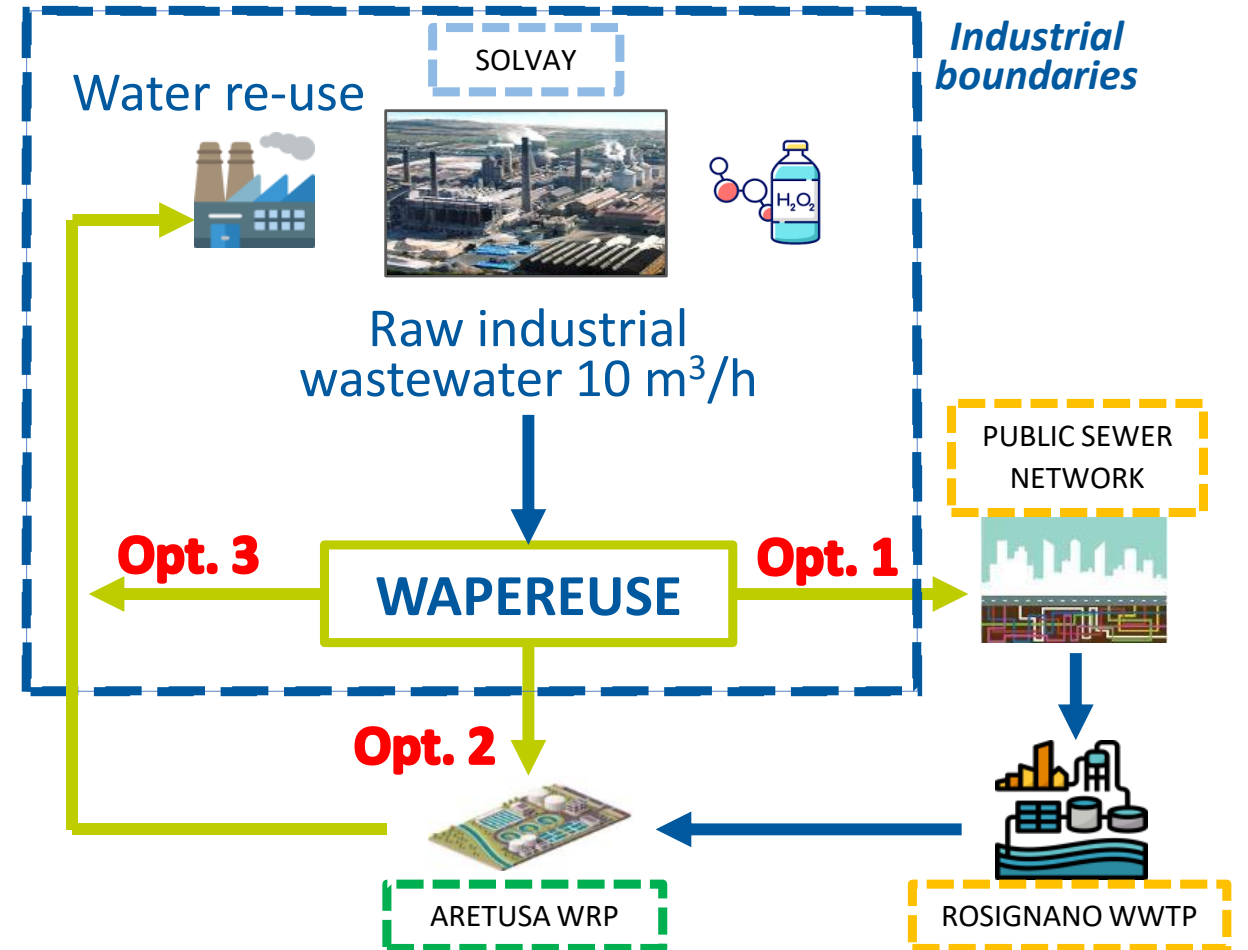 Industrial
boundaries
SOLVAY
Water re-use
H₂O₂
Raw industrial
wastewater 10 m³/h
PUBLIC SEWER
NETWORK
Opt. 3
WAPEREUSE
Opt. 1
Opt. 2
ARETUSA WRP
ROSIGNANO WWTP